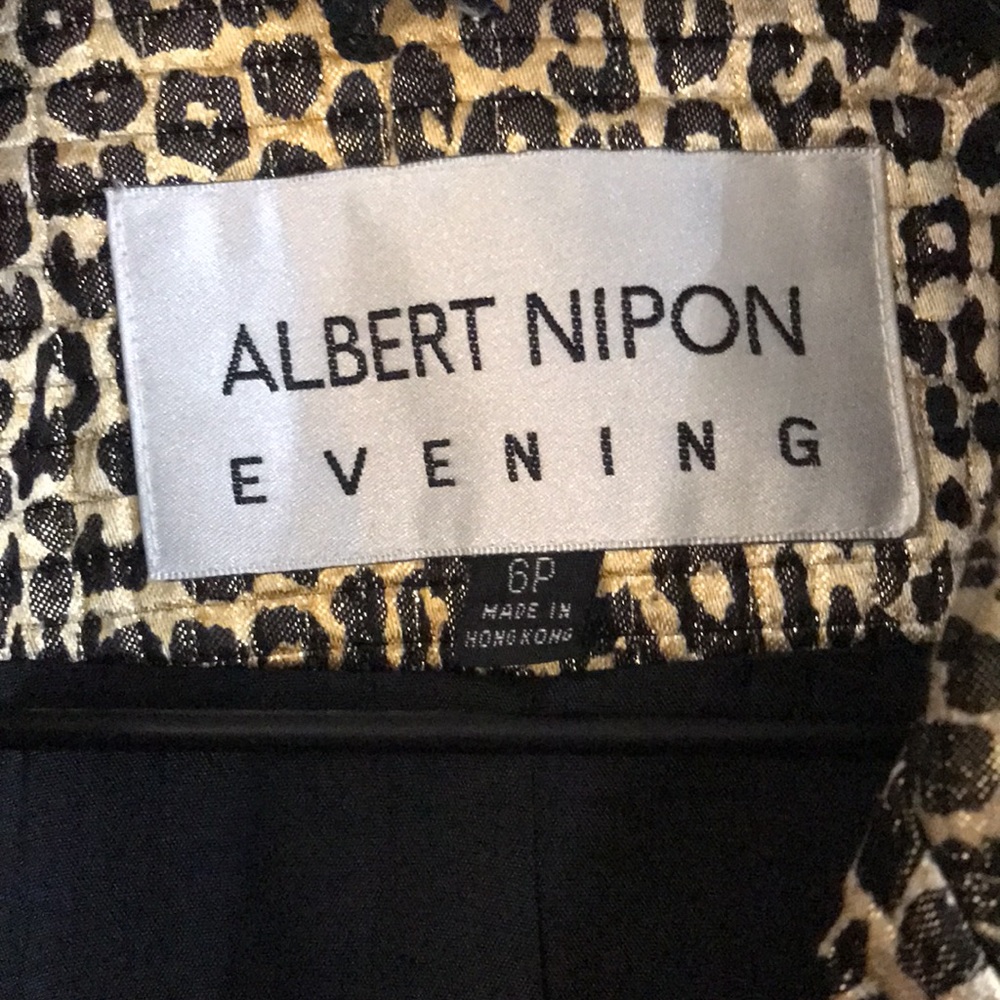 ALBERT NIPON
EVENING
6P
MADE IN
HONG KONG